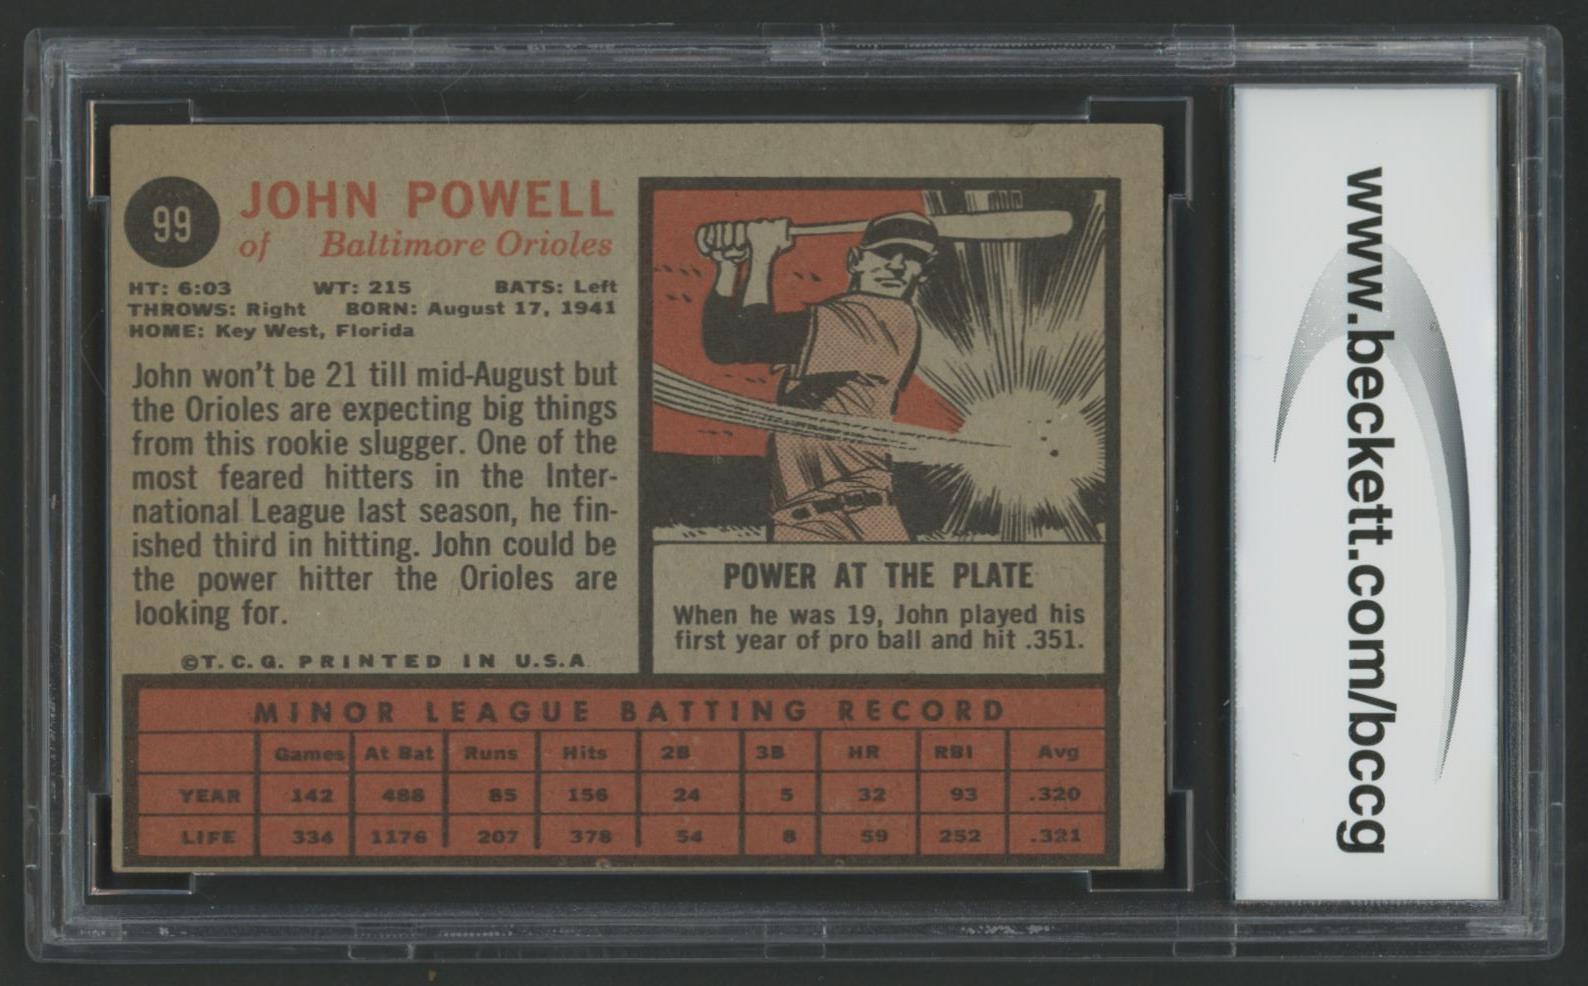 99
JOHN POWELL
of Baltimore Orioles
HT: 6:03 WT: 215 BATS: Left
THROWS: Right BORN: August 17, 1941
HOME: Key West, Florida
John won't be 21 till mid-August but
the Orioles are expecting big things
from this rookie slugger. One of the
most feared hitters in the Inter-
national League last season, he fin-
ished third in hitting. John could be
the power hitter the Orioles are
looking for.
©T.C.G. PRINTED IN U.S.A
POWER AT THE PLATE
When he was 19, John played his
first year of pro ball and hit .351.
MINOR LEAGUE BATTING RECORD
Games At Bat Runs Hits 2B 3B HR RBI Avg
YEAR 142 488 85 156 24 5 32 93 .320
LIFE 334 1176 207 378 54 8 59 252 .321
www.beckett.com/bccg